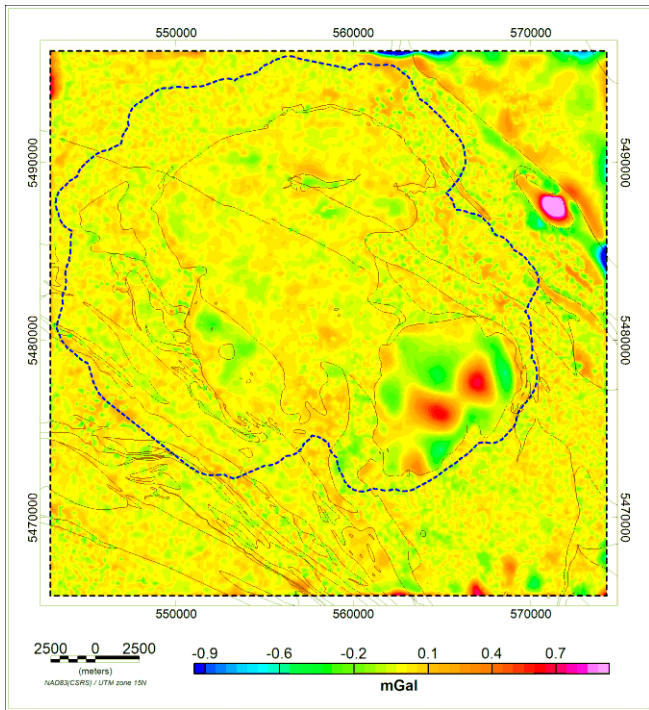 550000 560000 570000
5490000 5490000
5480000 5480000
5470000 5470000
550000 560000 570000
2500 0 2500
(meters)
NAD83(CSRS) / UTM zone 15N
-0.9 -0.6 -0.2 0.1 0.4 0.7
mGal